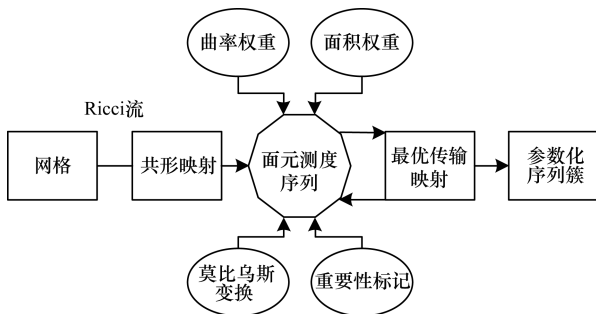 曲率权重
面积权重
Ricci流
网格
共形映射
面元测度
序列
最优传输
映射
参数化
序列簇
莫比乌斯
变换
重要性标记